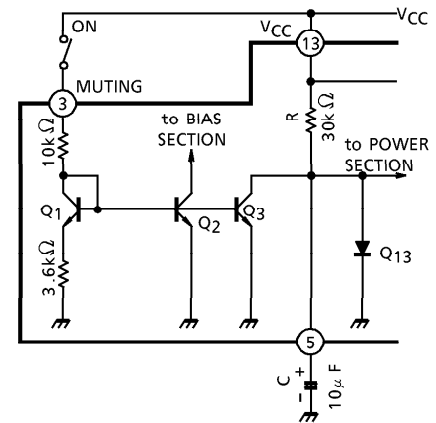 VCC
ON
VCC
13
MUTING
3
10kΩ
to BIAS
SECTION
R
30kΩ
to POWER
SECTION
Q1
Q2
Q3
3.6kΩ
Q13
5
C
+
-
10μF